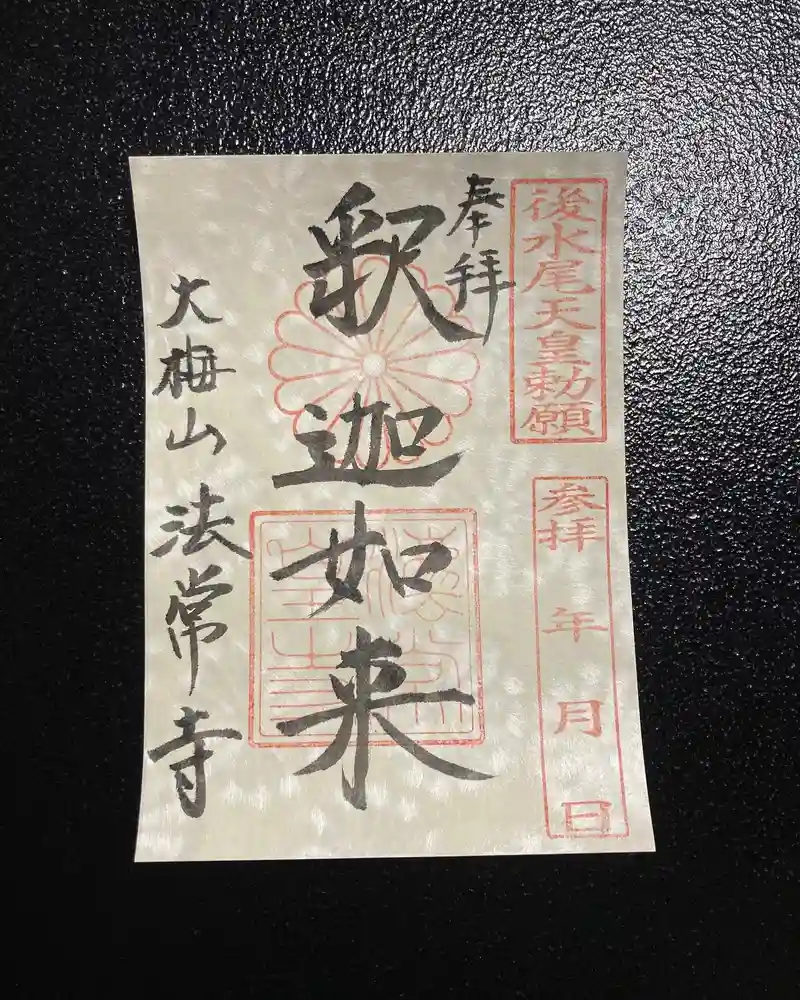 後水尾天皇勅願
参拝 年 月 日
奉拝
釈迦如来
大梅山法常寺